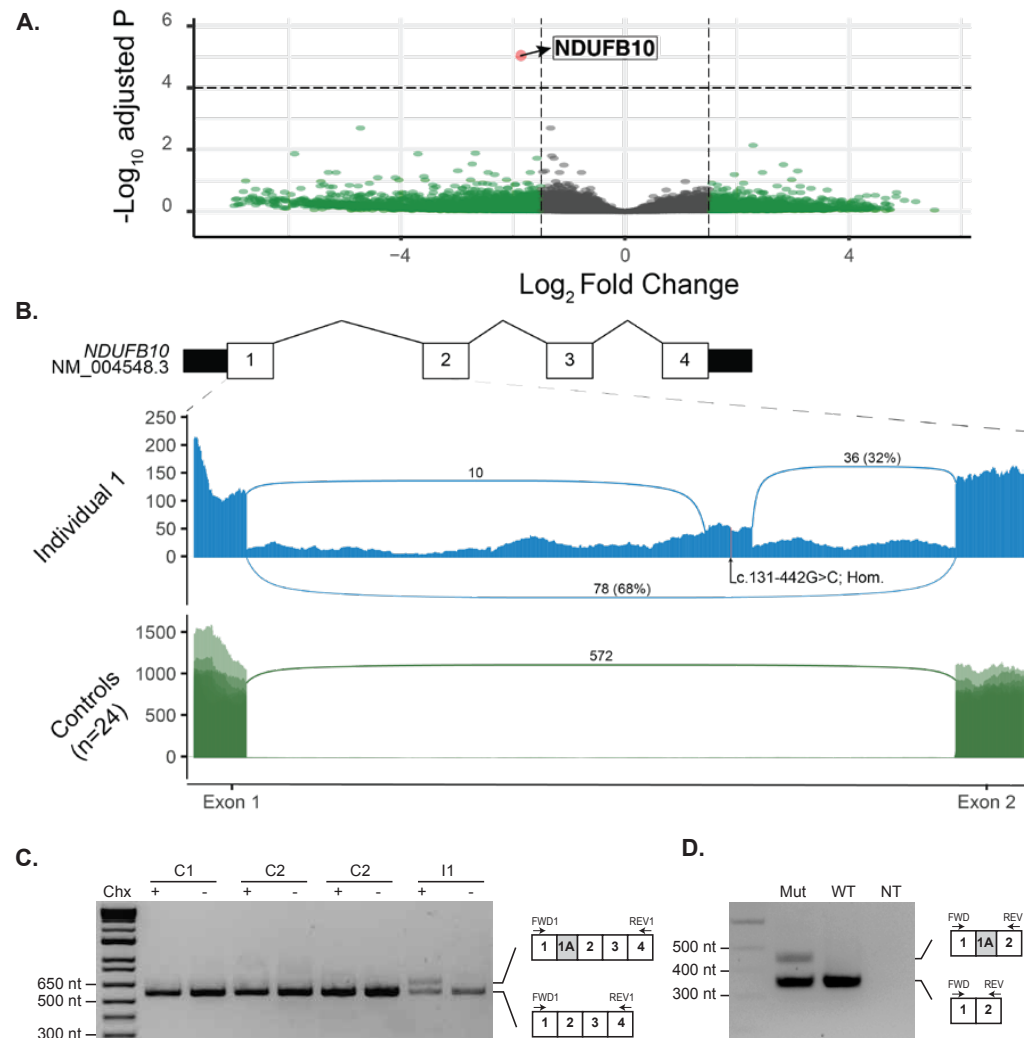 A.
-Log10 adjusted P
6
4
2
0
NDUFB10
−4
0
4
Log2 Fold Change
B.
NDUFB10
NM_004548.3
1
2
3
4
Individual 1
250
200
150
100
50
0
10
36 (32%)
c.131-442G>C; Hom.
78 (68%)
Controls
(n=24)
1500
1000
500
0
572
Exon 1
Exon 2
C.
C1
C2
C2
I1
Chx
+
-
+
-
+
-
+
-
650 nt
500 nt
300 nt
FWD1
REV1
1
1A
2
3
4
FWD1
REV1
1
2
3
4
D.
Mut
WT
NT
500 nt
400 nt
300 nt
FWD
REV
1
1A
2
FWD
REV
1
2